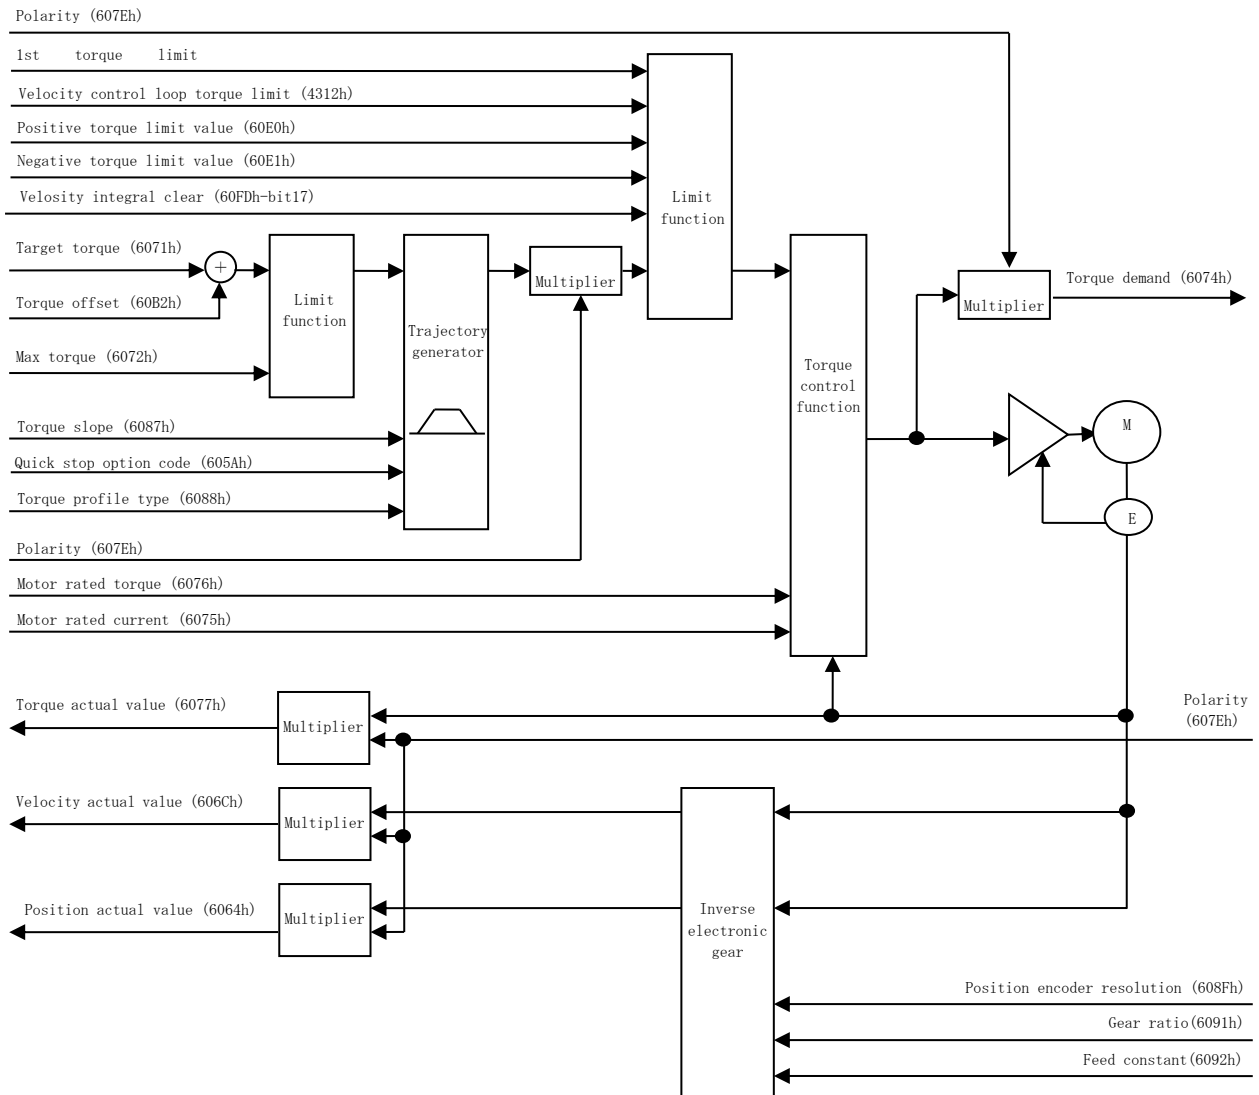 Polarity (607Eh)
1st torque limit
Velocity control loop torque limit (4312h)
Positive torque limit value (60E0h)
Negative torque limit value (60E1h)
Velosity integral clear (60FDh-bit17)
Limit
function
Target torque (6071h)
+
Torque offset (60B2h)
Max torque (6072h)
Limit
function
Trajectory
generator
Multiplier
Torque
control
function
Multiplier
Torque demand (6074h)
M
E
Torque slope (6087h)
Quick stop option code (605Ah)
Torque profile type (6088h)
Polarity (607Eh)
Motor rated torque (6076h)
Motor rated current (6075h)
Torque actual value (6077h)
Multiplier
Polarity
(607Eh)
Velocity actual value (606Ch)
Multiplier
Position actual value (6064h)
Multiplier
Inverse
electronic
gear
Position encoder resolution (608Fh)
Gear ratio(6091h)
Feed constant(6092h)